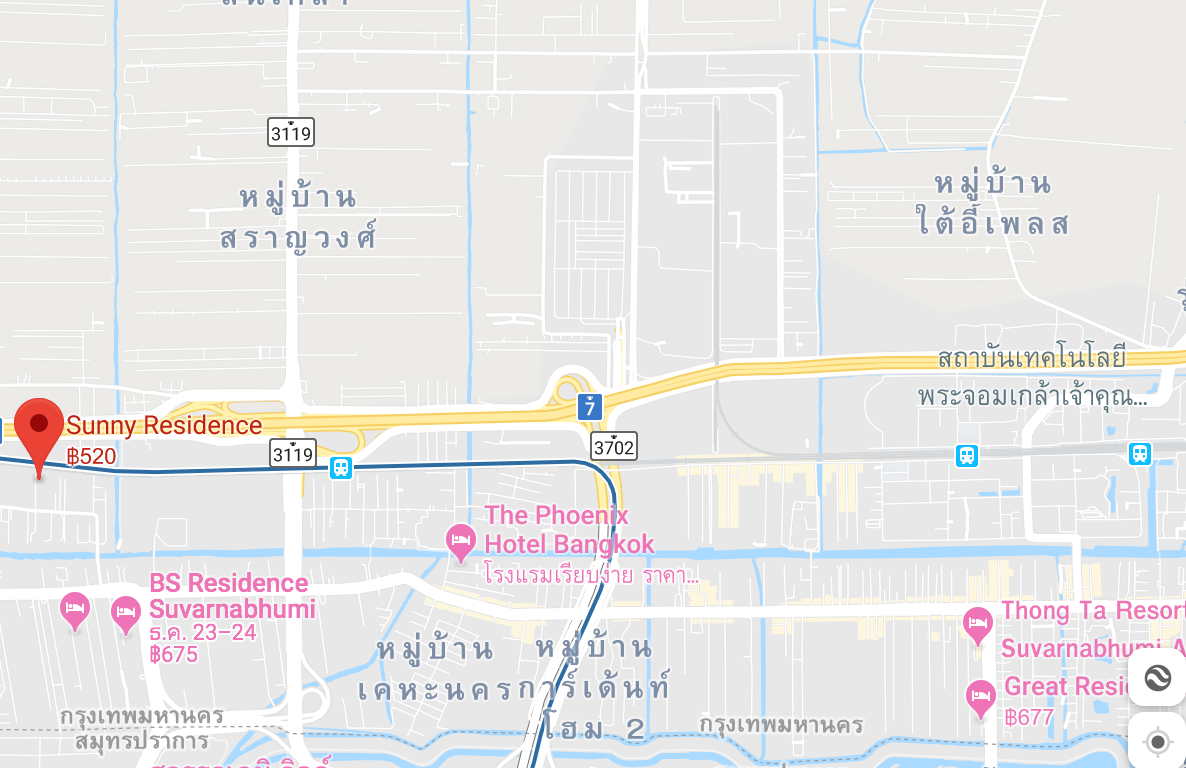 3119
หมู่บ้าน
สราญวงศ์
หมู่บ้าน
ใต้อี๋เพลส
สถาบันเทคโนโลยี
พระจอมเกล้าเจ้าคุณ...
7
Sunny Residence
฿520
3119
3702
The Phoenix
Hotel Bangkok
โรงแรมเรียบง่าย ราคา...
BS Residence
Suvarnabhumi
ธ.ค. 23–24
฿675
Thong Ta Resort
Suvarnabhumi A
หมู่บ้าน
เคหะนคร
หมู่บ้าน
การ์เด้นท์
โฮม 2
Great Resi
฿677
กรุงเทพมหานคร
สมุทรปราการ
กรุงเทพมหานคร